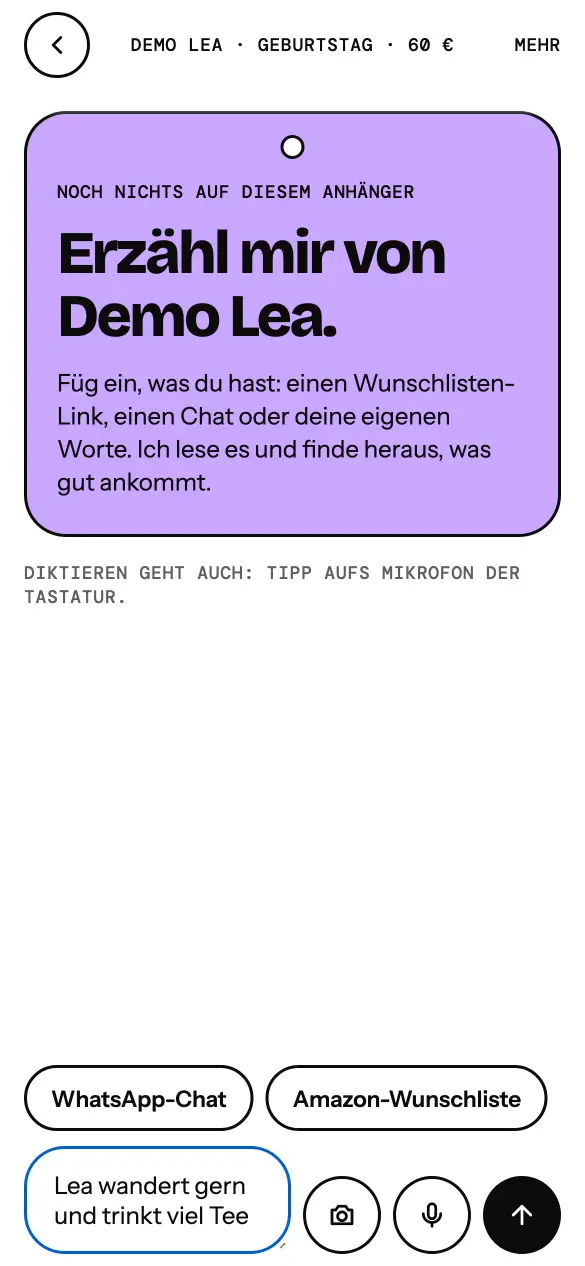 DEMO LEA · GEBURTSTAG · 60 €
MEHR
NOCH NICHTS AUF DIESEM ANHÄNGER
Erzähl mir von
Demo Lea.
Füg ein, was du hast: einen Wunschlisten-
Link, einen Chat oder deine eigenen
Worte. Ich lese es und finde heraus, was
gut ankommt.
DIKTIEREN GEHT AUCH: TIPP AUFS MIKROFON DER
TASTATUR.
WhatsApp-Chat
Amazon-Wunschliste
Lea wandert gern
und trinkt viel Tee